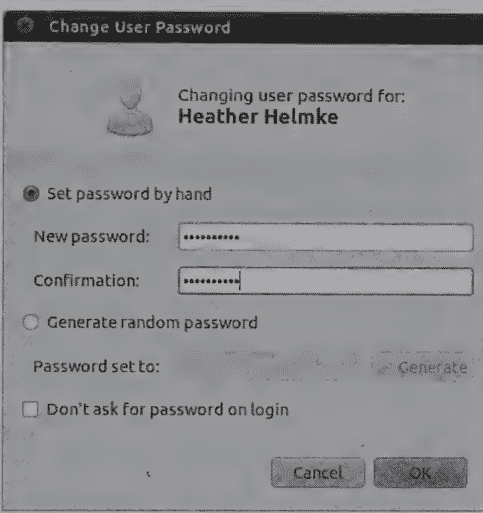 Change User Password
Changing user password for:
Heather Helmke
Set password by hand
New password: ••••••••••
Confirmation: ••••••••••
Generate random password
Password set to: Generate
Don't ask for password on login
Cancel OK